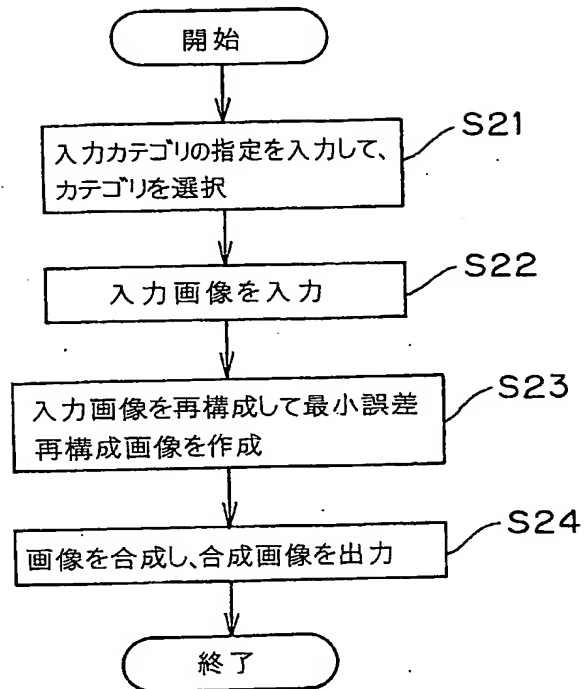 開始
S21
入力カテゴリの指定を入力して、
カテゴリを選択
S22
入力画像を入力
S23
入力画像を再構成して最小誤差
再構成画像を作成
S24
画像を合成し、合成画像を出力
終了